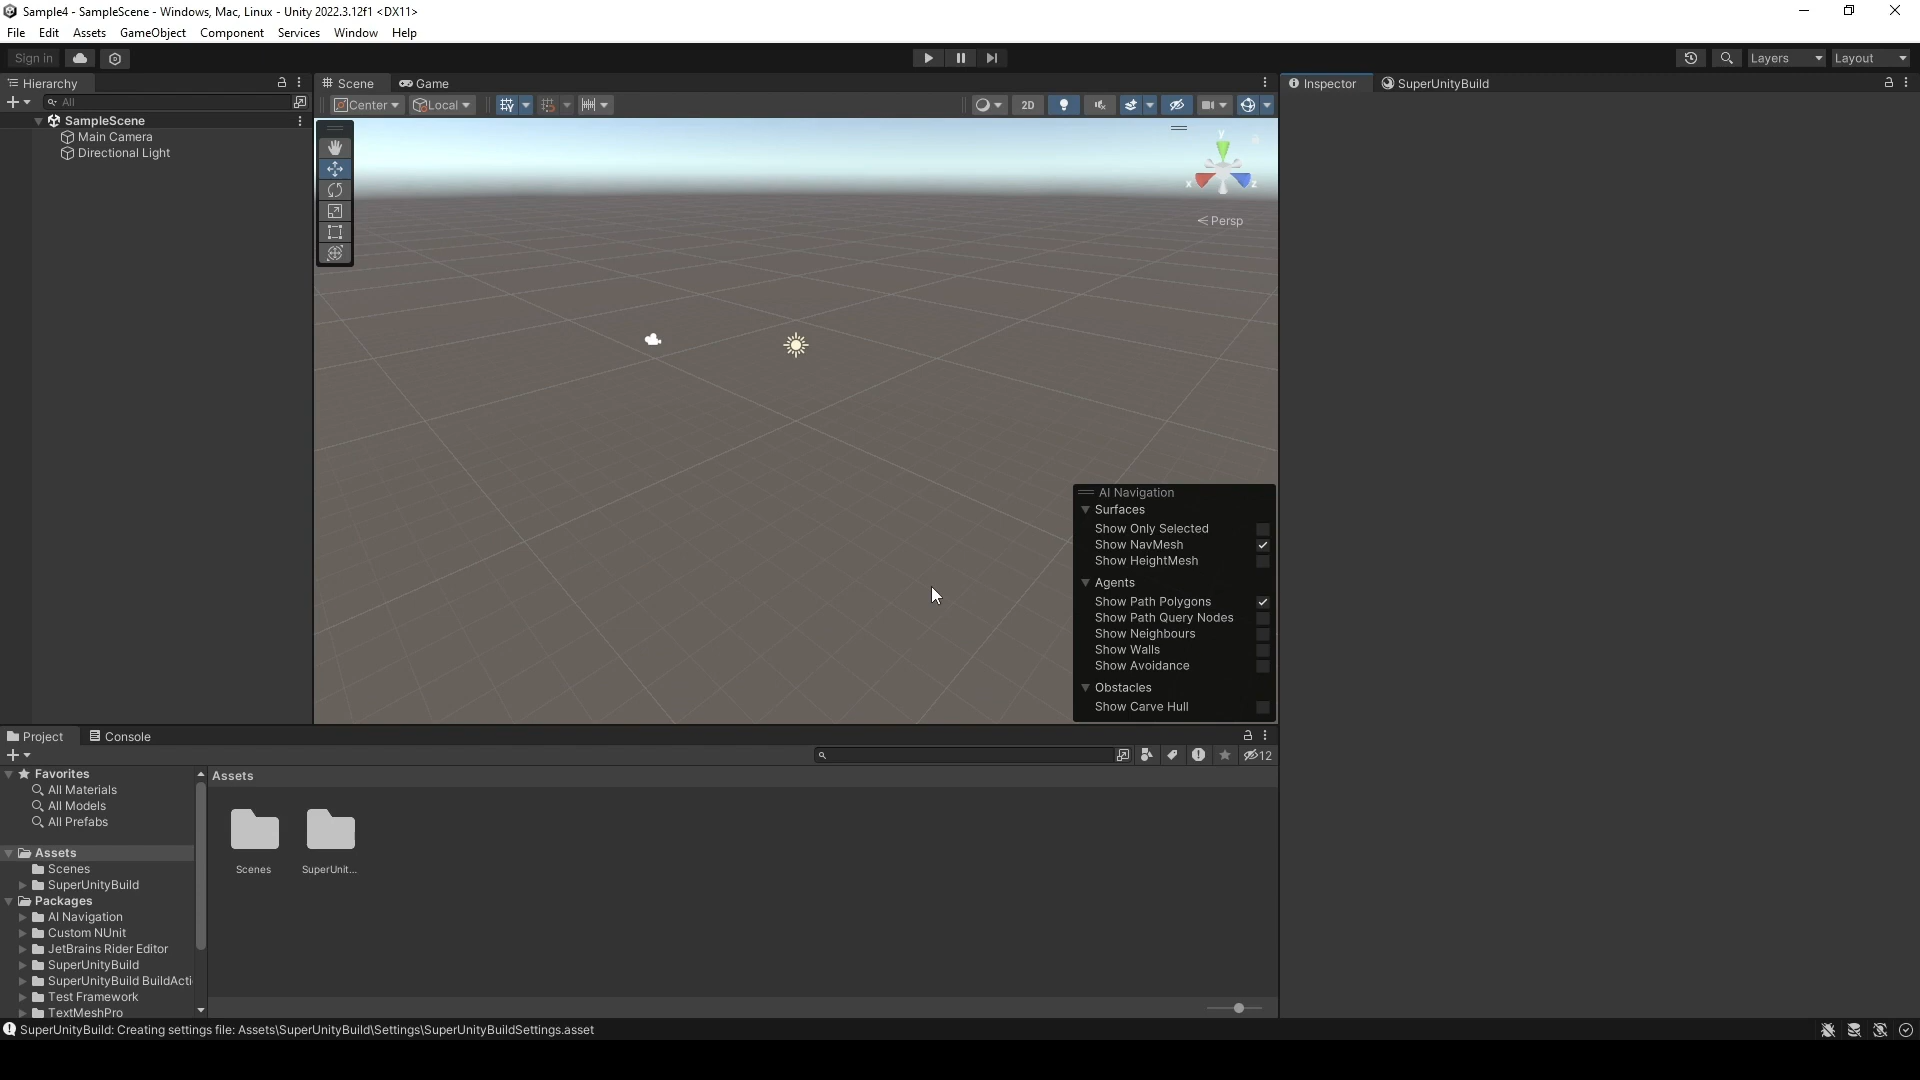 Sample4 - SampleScene - Windows, Mac, Linux - Unity 2022.3.12f1 <DX11>
File Edit Assets GameObject Component Services Window Help
Sign in
Layers Layout
Hierarchy
All
SampleScene
Main Camera
Directional Light
Scene Game
Center Local 2D
y
x z
Persp
AI Navigation
Surfaces
Show Only Selected
Show NavMesh
Show HeightMesh
Agents
Show Path Polygons
Show Path Query Nodes
Show Neighbours
Show Walls
Show Avoidance
Obstacles
Show Carve Hull
Inspector SuperUnityBuild
Project Console
12
Favorites
All Materials
All Models
All Prefabs
Assets
Scenes
SuperUnityBuild
Packages
AI Navigation
Custom NUnit
JetBrains Rider Editor
SuperUnityBuild
SuperUnityBuild BuildActi
Test Framework
TextMeshPro
Assets
Scenes SuperUnit...
SuperUnityBuild: Creating settings file: Assets\SuperUnityBuild\Settings\SuperUnityBuildSettings.asset